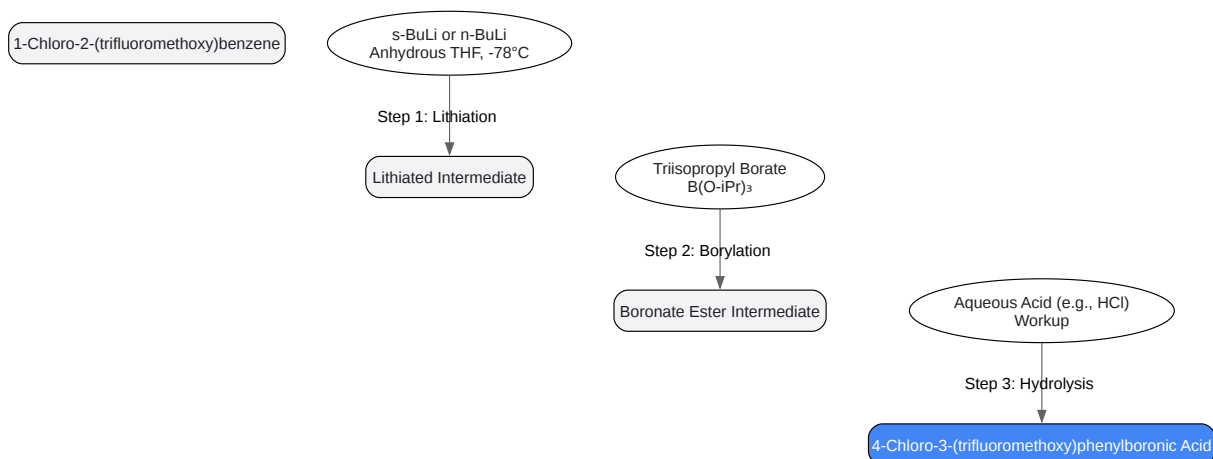 1-Chloro-2-(trifluoromethoxy)benzene
s-BuLi or n-BuLi
Anhydrous THF, -78°C
Step 1: Lithiation
Lithiated Intermediate
Triisopropyl Borate
B(O-iPr)₃
Step 2: Borylation
Boronate Ester Intermediate
Aqueous Acid (e.g., HCl)
Workup
Step 3: Hydrolysis
4-Chloro-3-(trifluoromethoxy)phenylboronic Acid